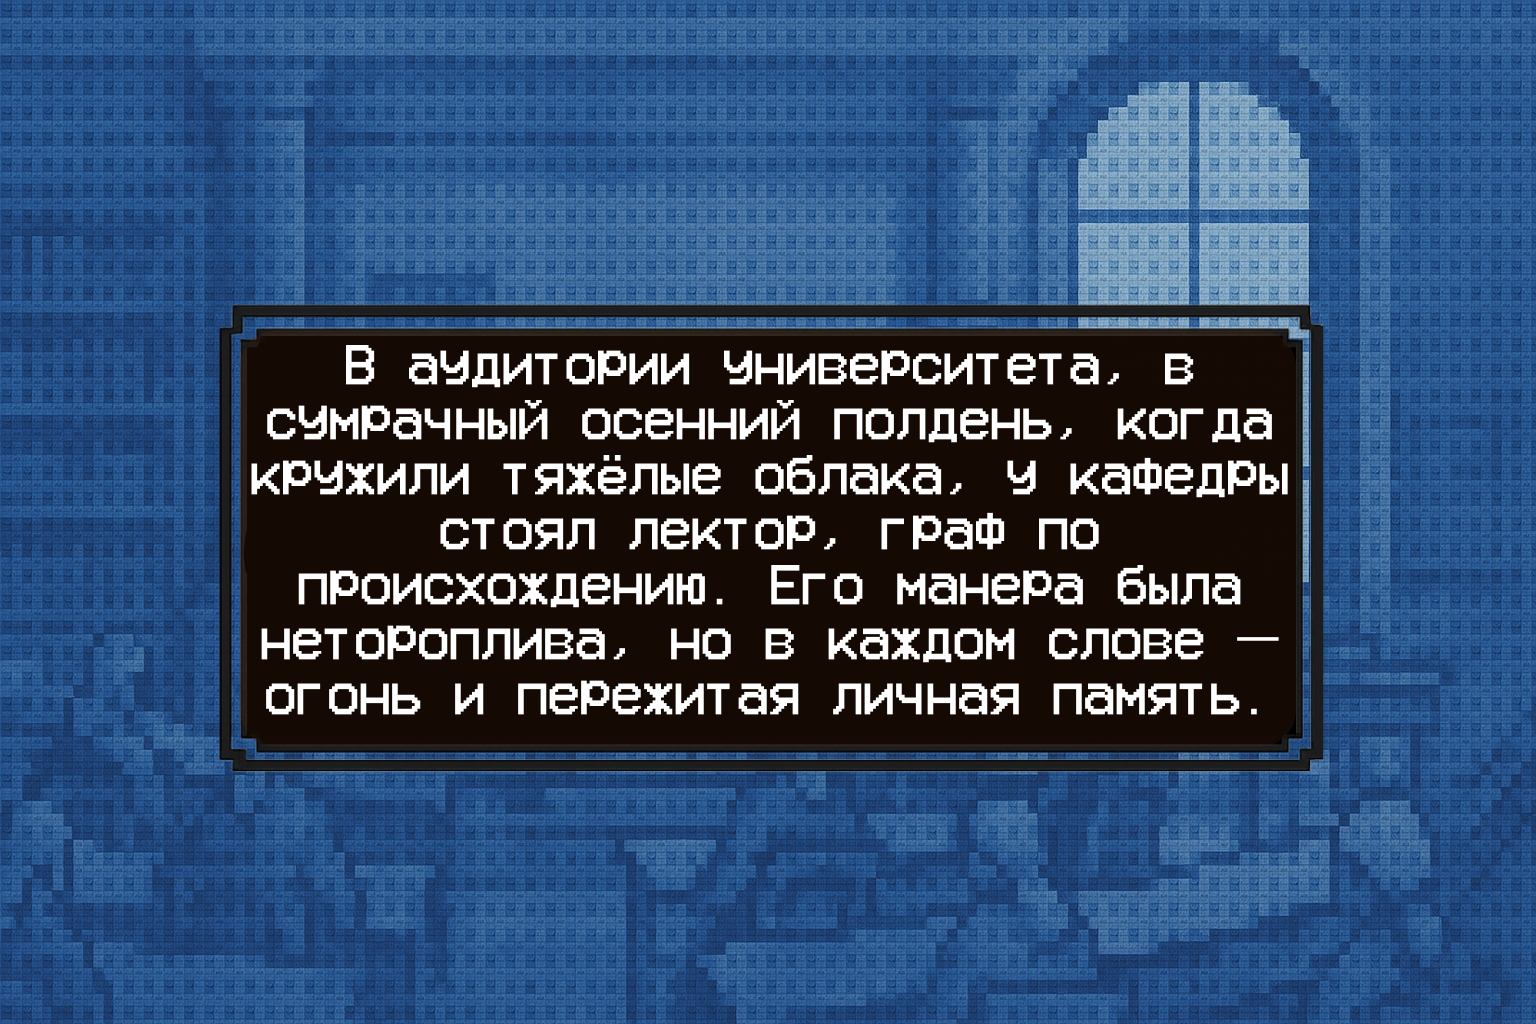 В аудитории университета, в
сумрачный осенний полдень, когда
кружили тяжёлые облака, у кафедры
стоял лектор, граф по
происхождению. Его манера была
нетороплива, но в каждом слове —
огонь и пережитая личная память.